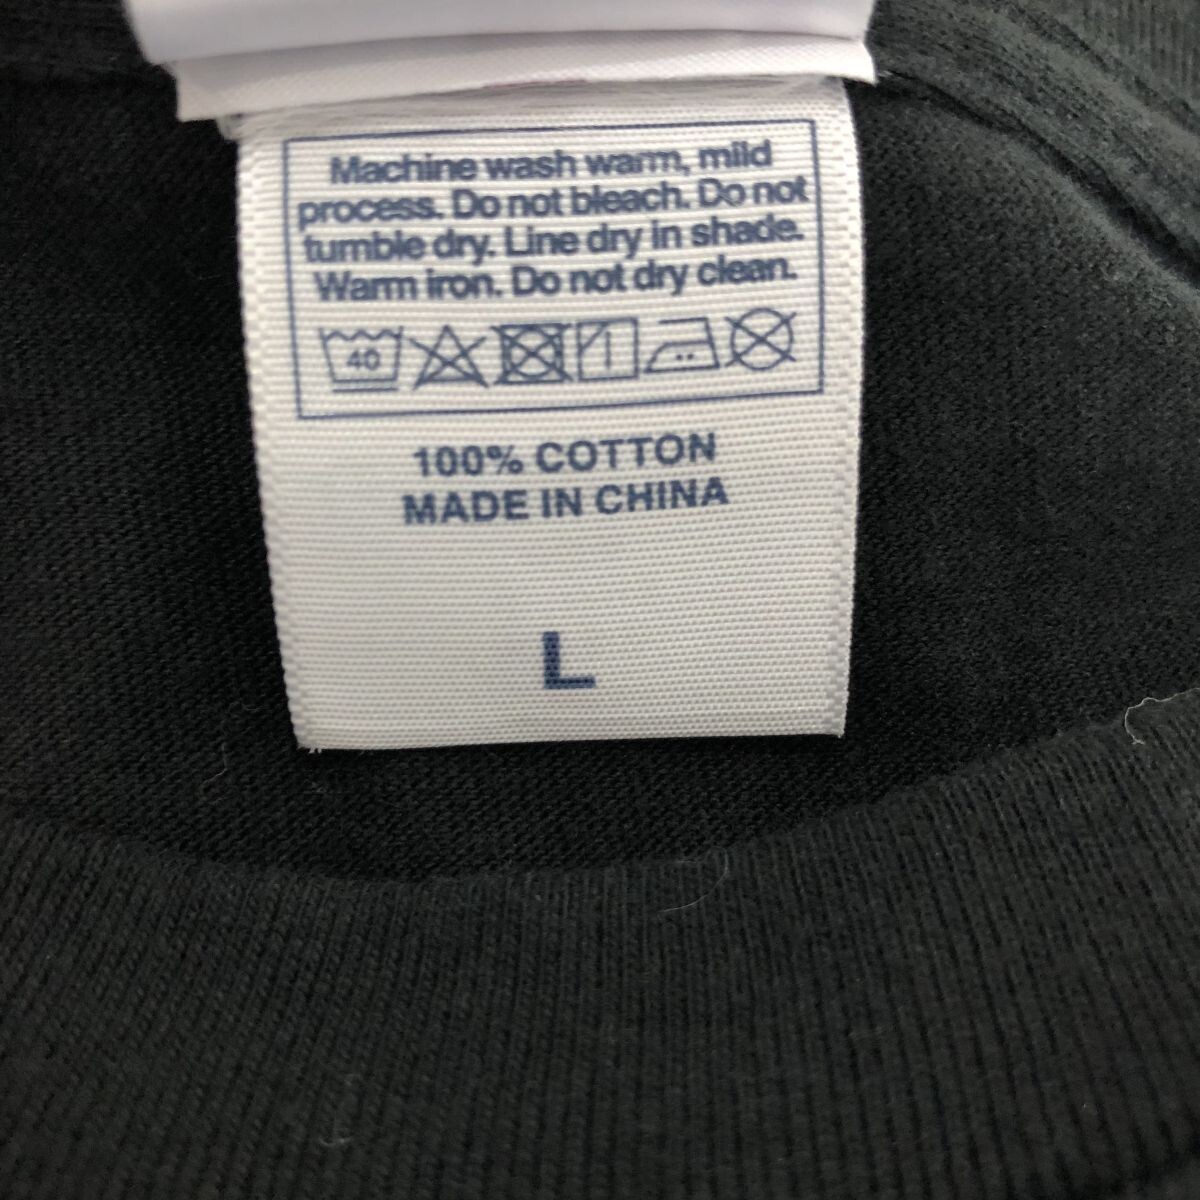 Machine wash warm, mild
process. Do not bleach. Do not
tumble dry. Line dry in shade.
Warm iron. Do not dry clean.
40
100% COTTON
MADE IN CHINA
L